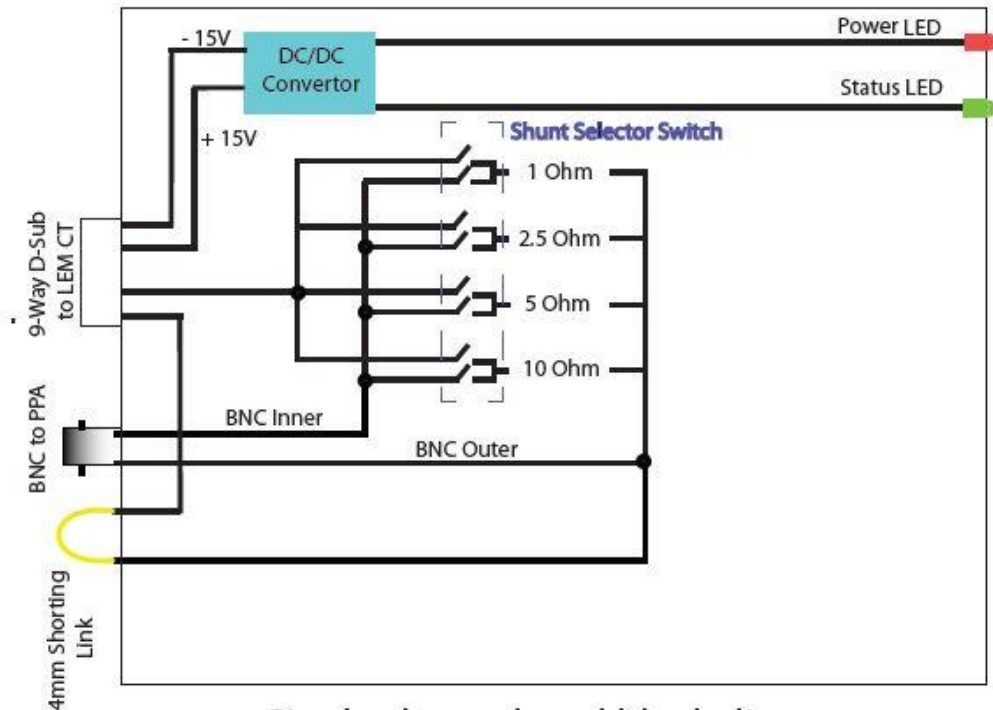 Power LED
- 15V
DC/DC
Convertor
Status LED
+ 15V
Shunt Selector Switch
1 Ohm
9-Way D-Sub
to LEM CT
2.5 Ohm
5 Ohm
10 Ohm
BNC to PPA
BNC Inner
BNC Outer
4mm Shorting
Link